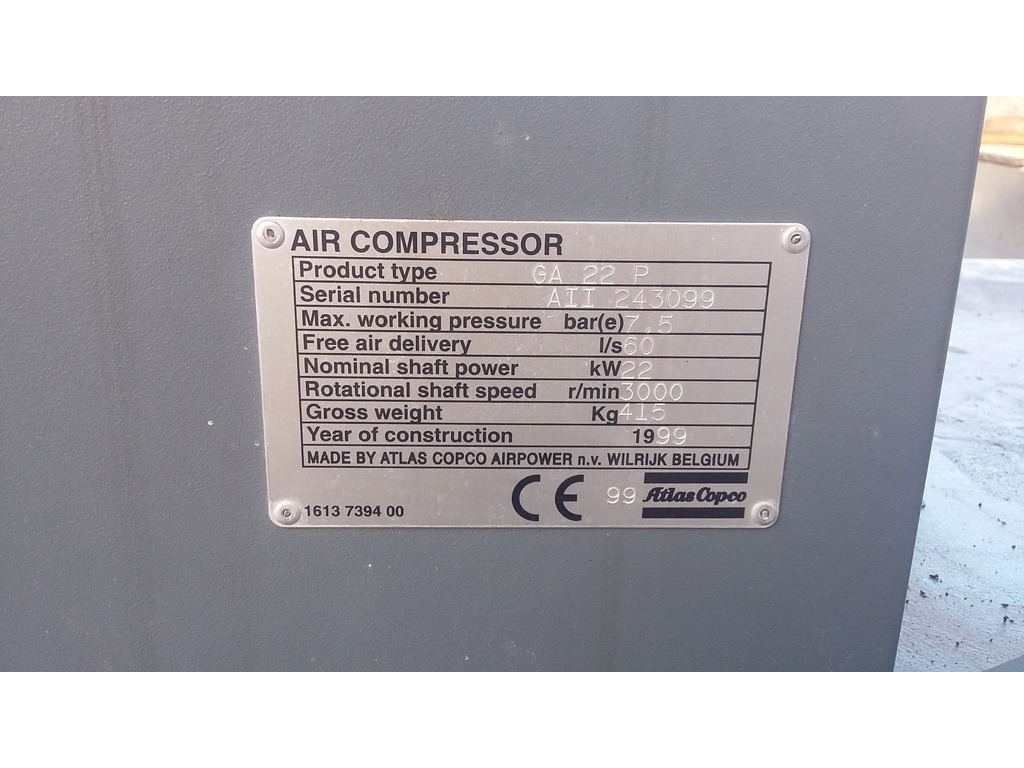 AIR COMPRESSOR
Product type GA 22 P
Serial number AII 243099
Max. working pressure bar(e) 7,5
Free air delivery l/s 60
Nominal shaft power kW 22
Rotational shaft speed r/min 3000
Gross weight Kg 415
Year of construction 1999
MADE BY ATLAS COPCO AIRPOWER n.v. WILRIJK BELGIUM
1613 7394 00 CE 99 Atlas Copco